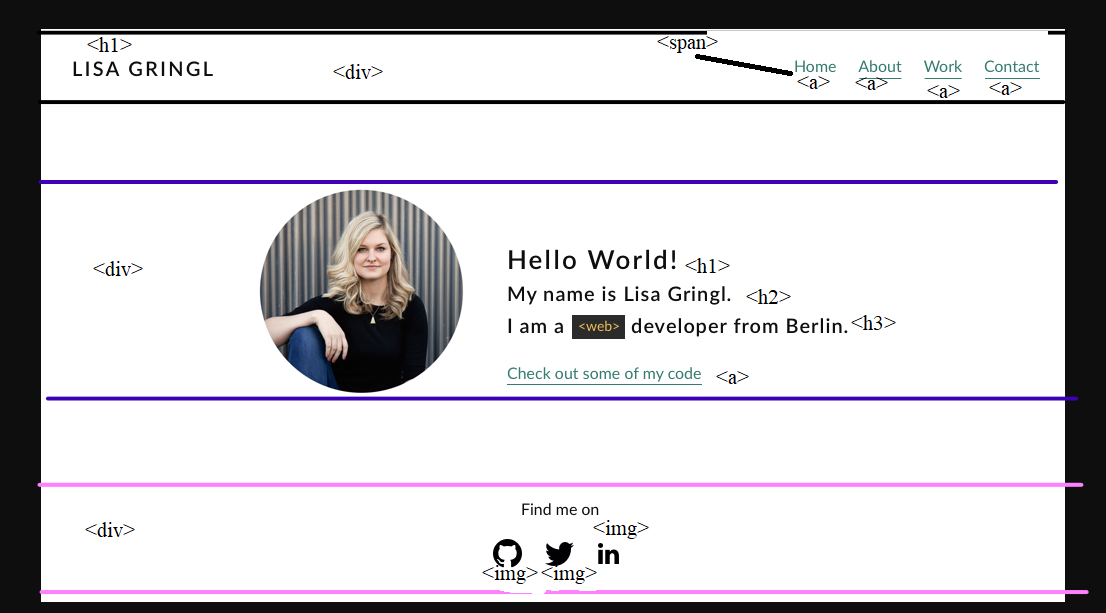 <h1>
LISA GRINGL
<div>
<span>
Home About Work Contact
<a> <a> <a> <a>
<div>
Hello World! <h1>
My name is Lisa Gringl. <h2>
I am a <web> developer from Berlin. <h3>
Check out some of my code <a>
<div>
Find me on
<img>
in
<img> <img>